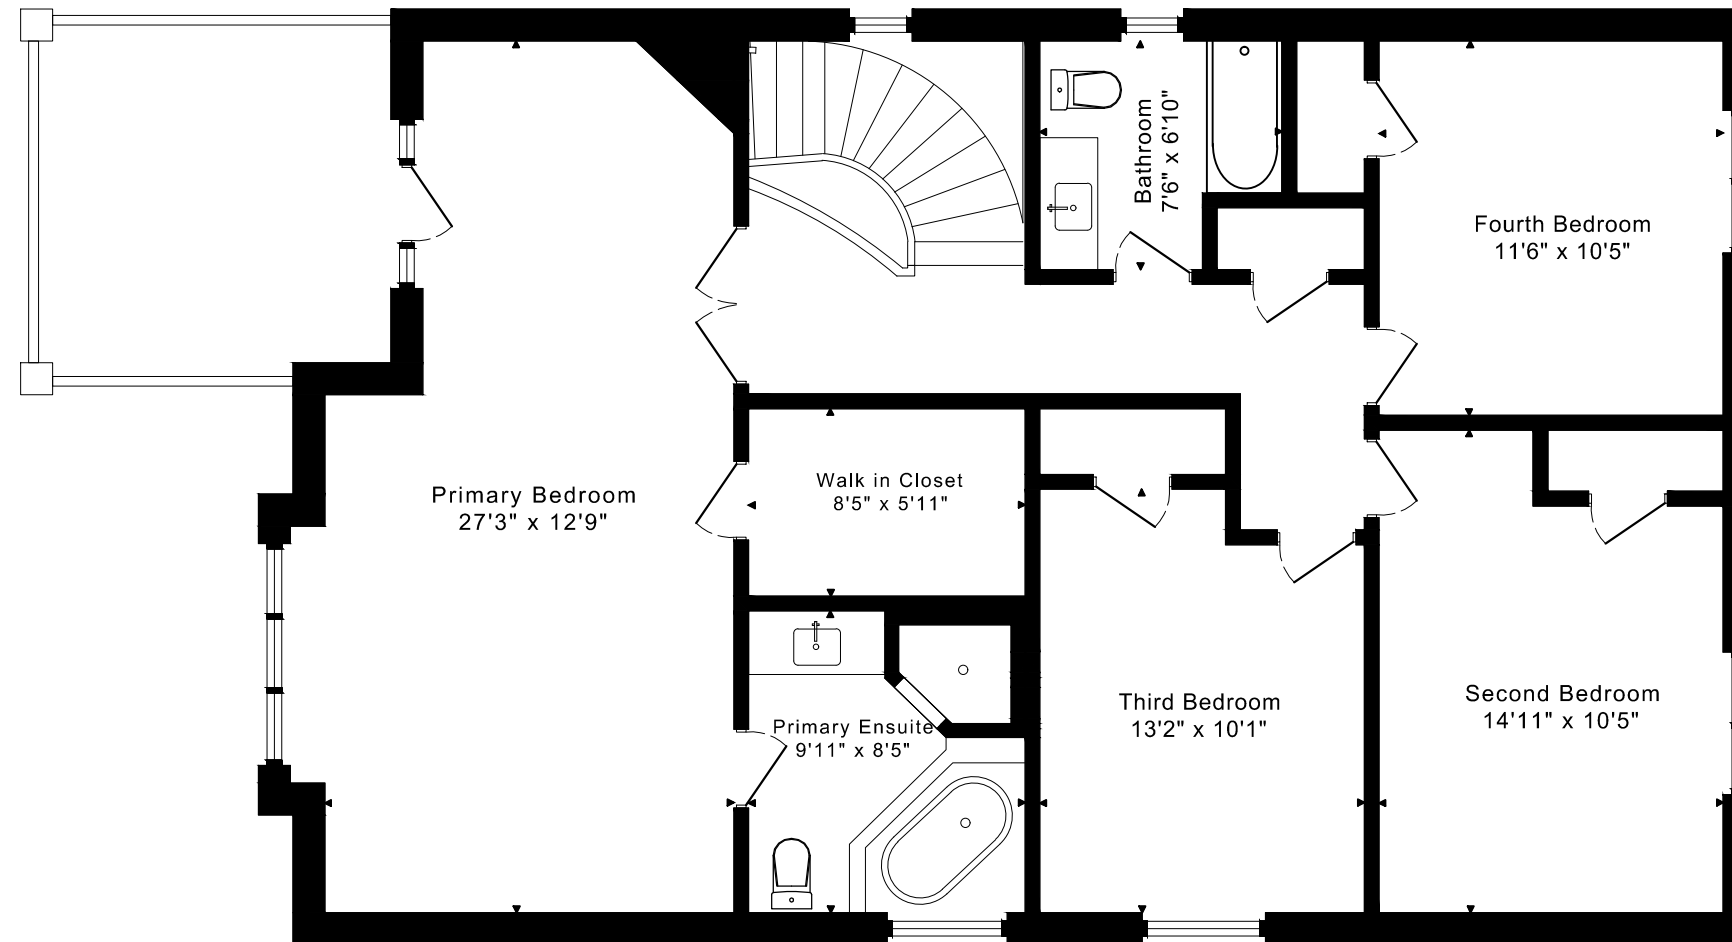 Bathroom
7'6" x 6'10"
Fourth Bedroom
11'6" x 10'5"
Primary Bedroom
27'3" x 12'9"
Walk in Closet
8'5" x 5'11"
Primary Ensuite
9'11" x 8'5"
Third Bedroom
13'2" x 10'1"
Second Bedroom
14'11" x 10'5"